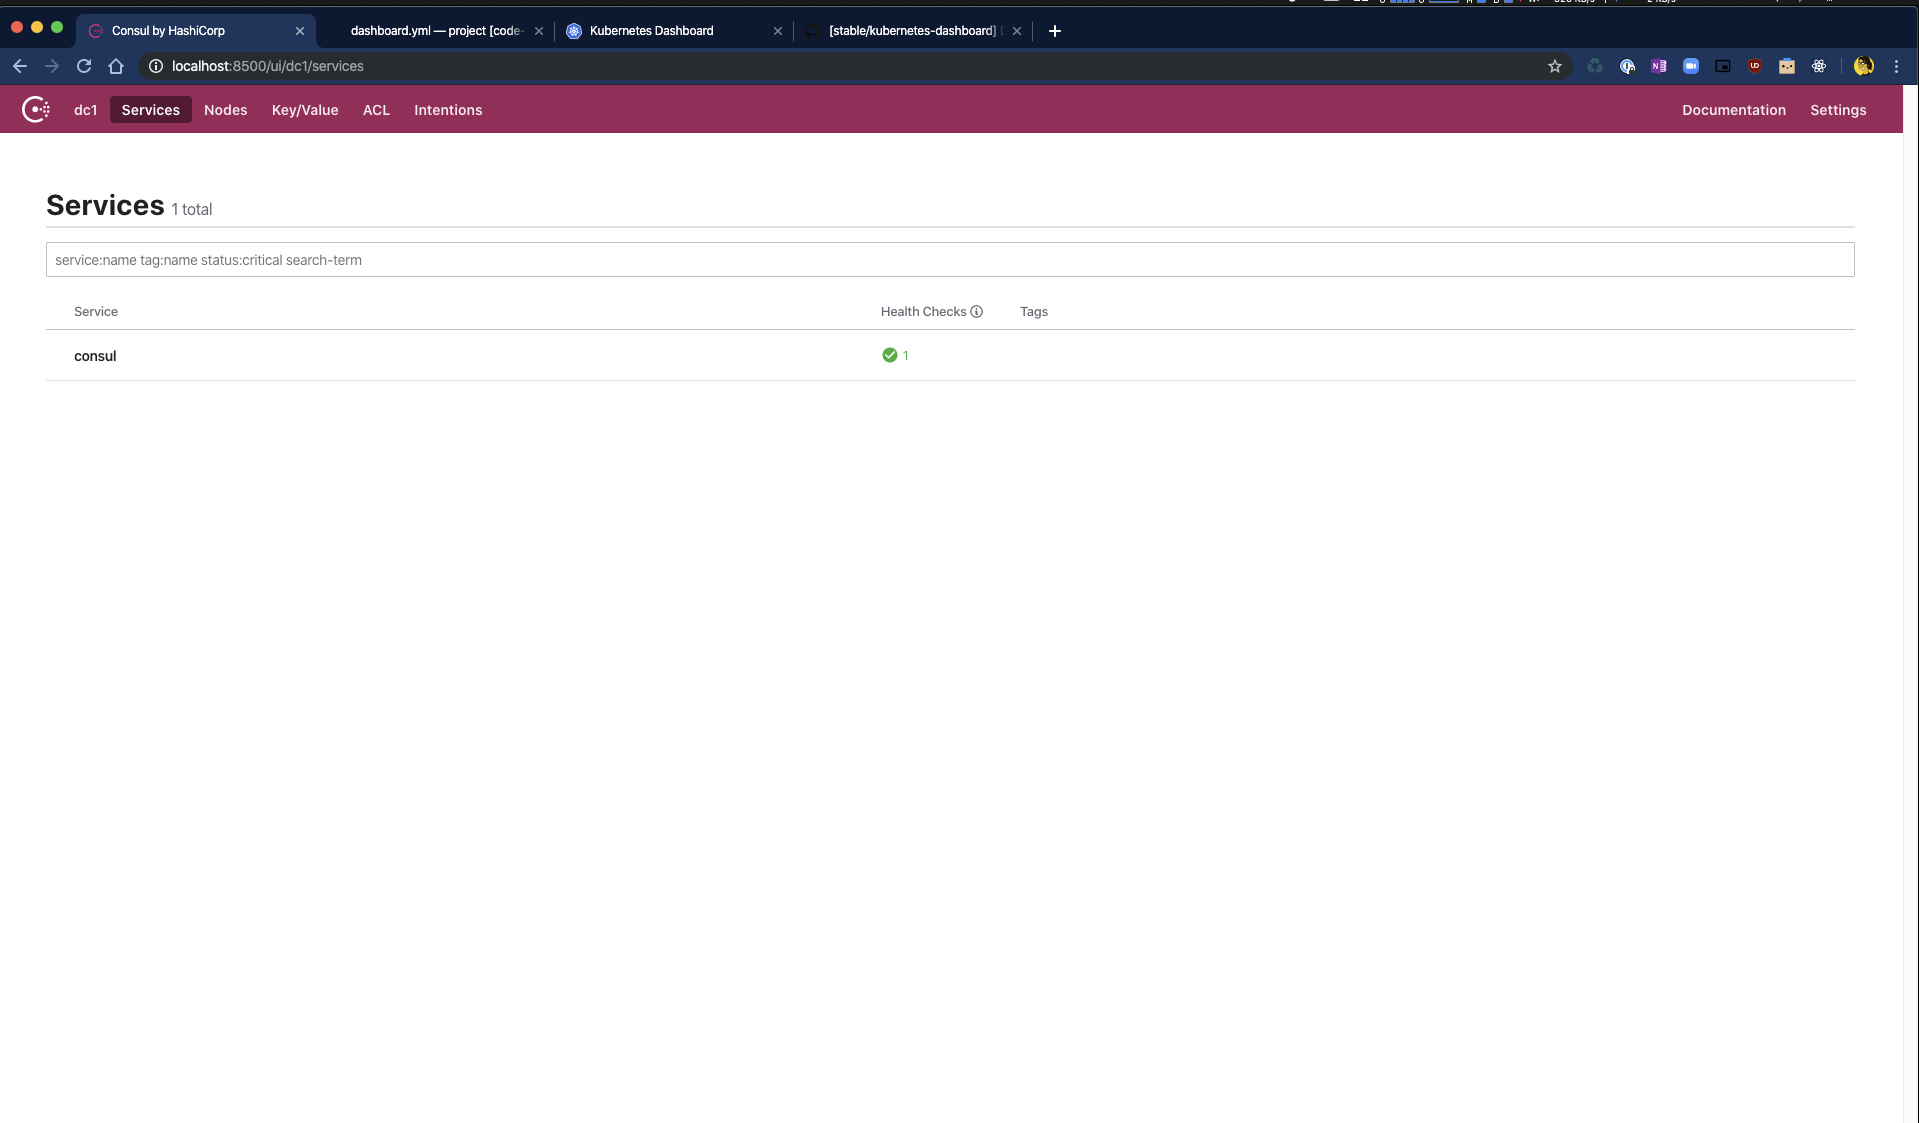 Consul by HashiCorp
dashboard.yml — project [code-
Kubernetes Dashboard
[stable/kubernetes-dashboard]
localhost:8500/ui/dc1/services
dc1 Services Nodes Key/Value ACL Intentions Documentation Settings
Services 1 total
service:name tag:name status:critical search-term
Service Health Checks Tags
consul 1